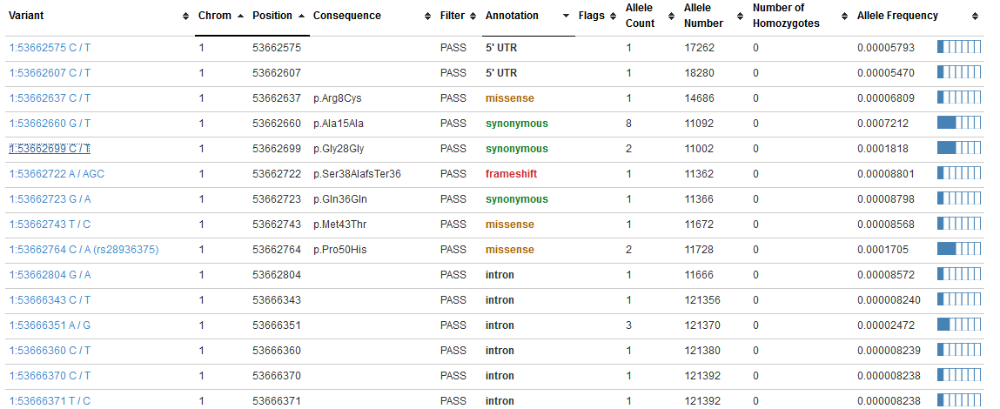 Variant Chrom Position Consequence Filter Annotation Flags Allele Count Allele Number Number of Homozygotes Allele Frequency
1:53662575 C / T 1 53662575 PASS 5' UTR 1 17262 0 0.00005793
1:53662607 C / T 1 53662607 PASS 5' UTR 1 18280 0 0.00005470
1:53662637 C / T 1 53662637 p.Arg8Cys PASS missense 1 14686 0 0.00006809
1:53662660 G / T 1 53662660 p.Ala15Ala PASS synonymous 8 11092 0 0.0007212
1:53662699 C / T 1 53662699 p.Gly28Gly PASS synonymous 2 11002 0 0.0001818
1:53662722 A / AGC 1 53662722 p.Ser38AlafsTer36 PASS frameshift 1 11362 0 0.00008801
1:53662723 G / A 1 53662723 p.Gln36Gln PASS synonymous 1 11366 0 0.00008798
1:53662743 T / C 1 53662743 p.Met43Thr PASS missense 1 11672 0 0.00008568
1:53662764 C / A (rs28936375) 1 53662764 p.Pro50His PASS missense 2 11728 0 0.0001705
1:53662804 G / A 1 53662804 PASS intron 1 11666 0 0.00008572
1:53666343 C / T 1 53666343 PASS intron 1 121356 0 0.000008240
1:53666351 A / G 1 53666351 PASS intron 3 121370 0 0.00002472
1:53666360 C / T 1 53666360 PASS intron 1 121380 0 0.000008239
1:53666370 C / T 1 53666370 PASS intron 1 121392 0 0.000008238
1:53666371 T / C 1 53666371 PASS intron 1 121392 0 0.000008238